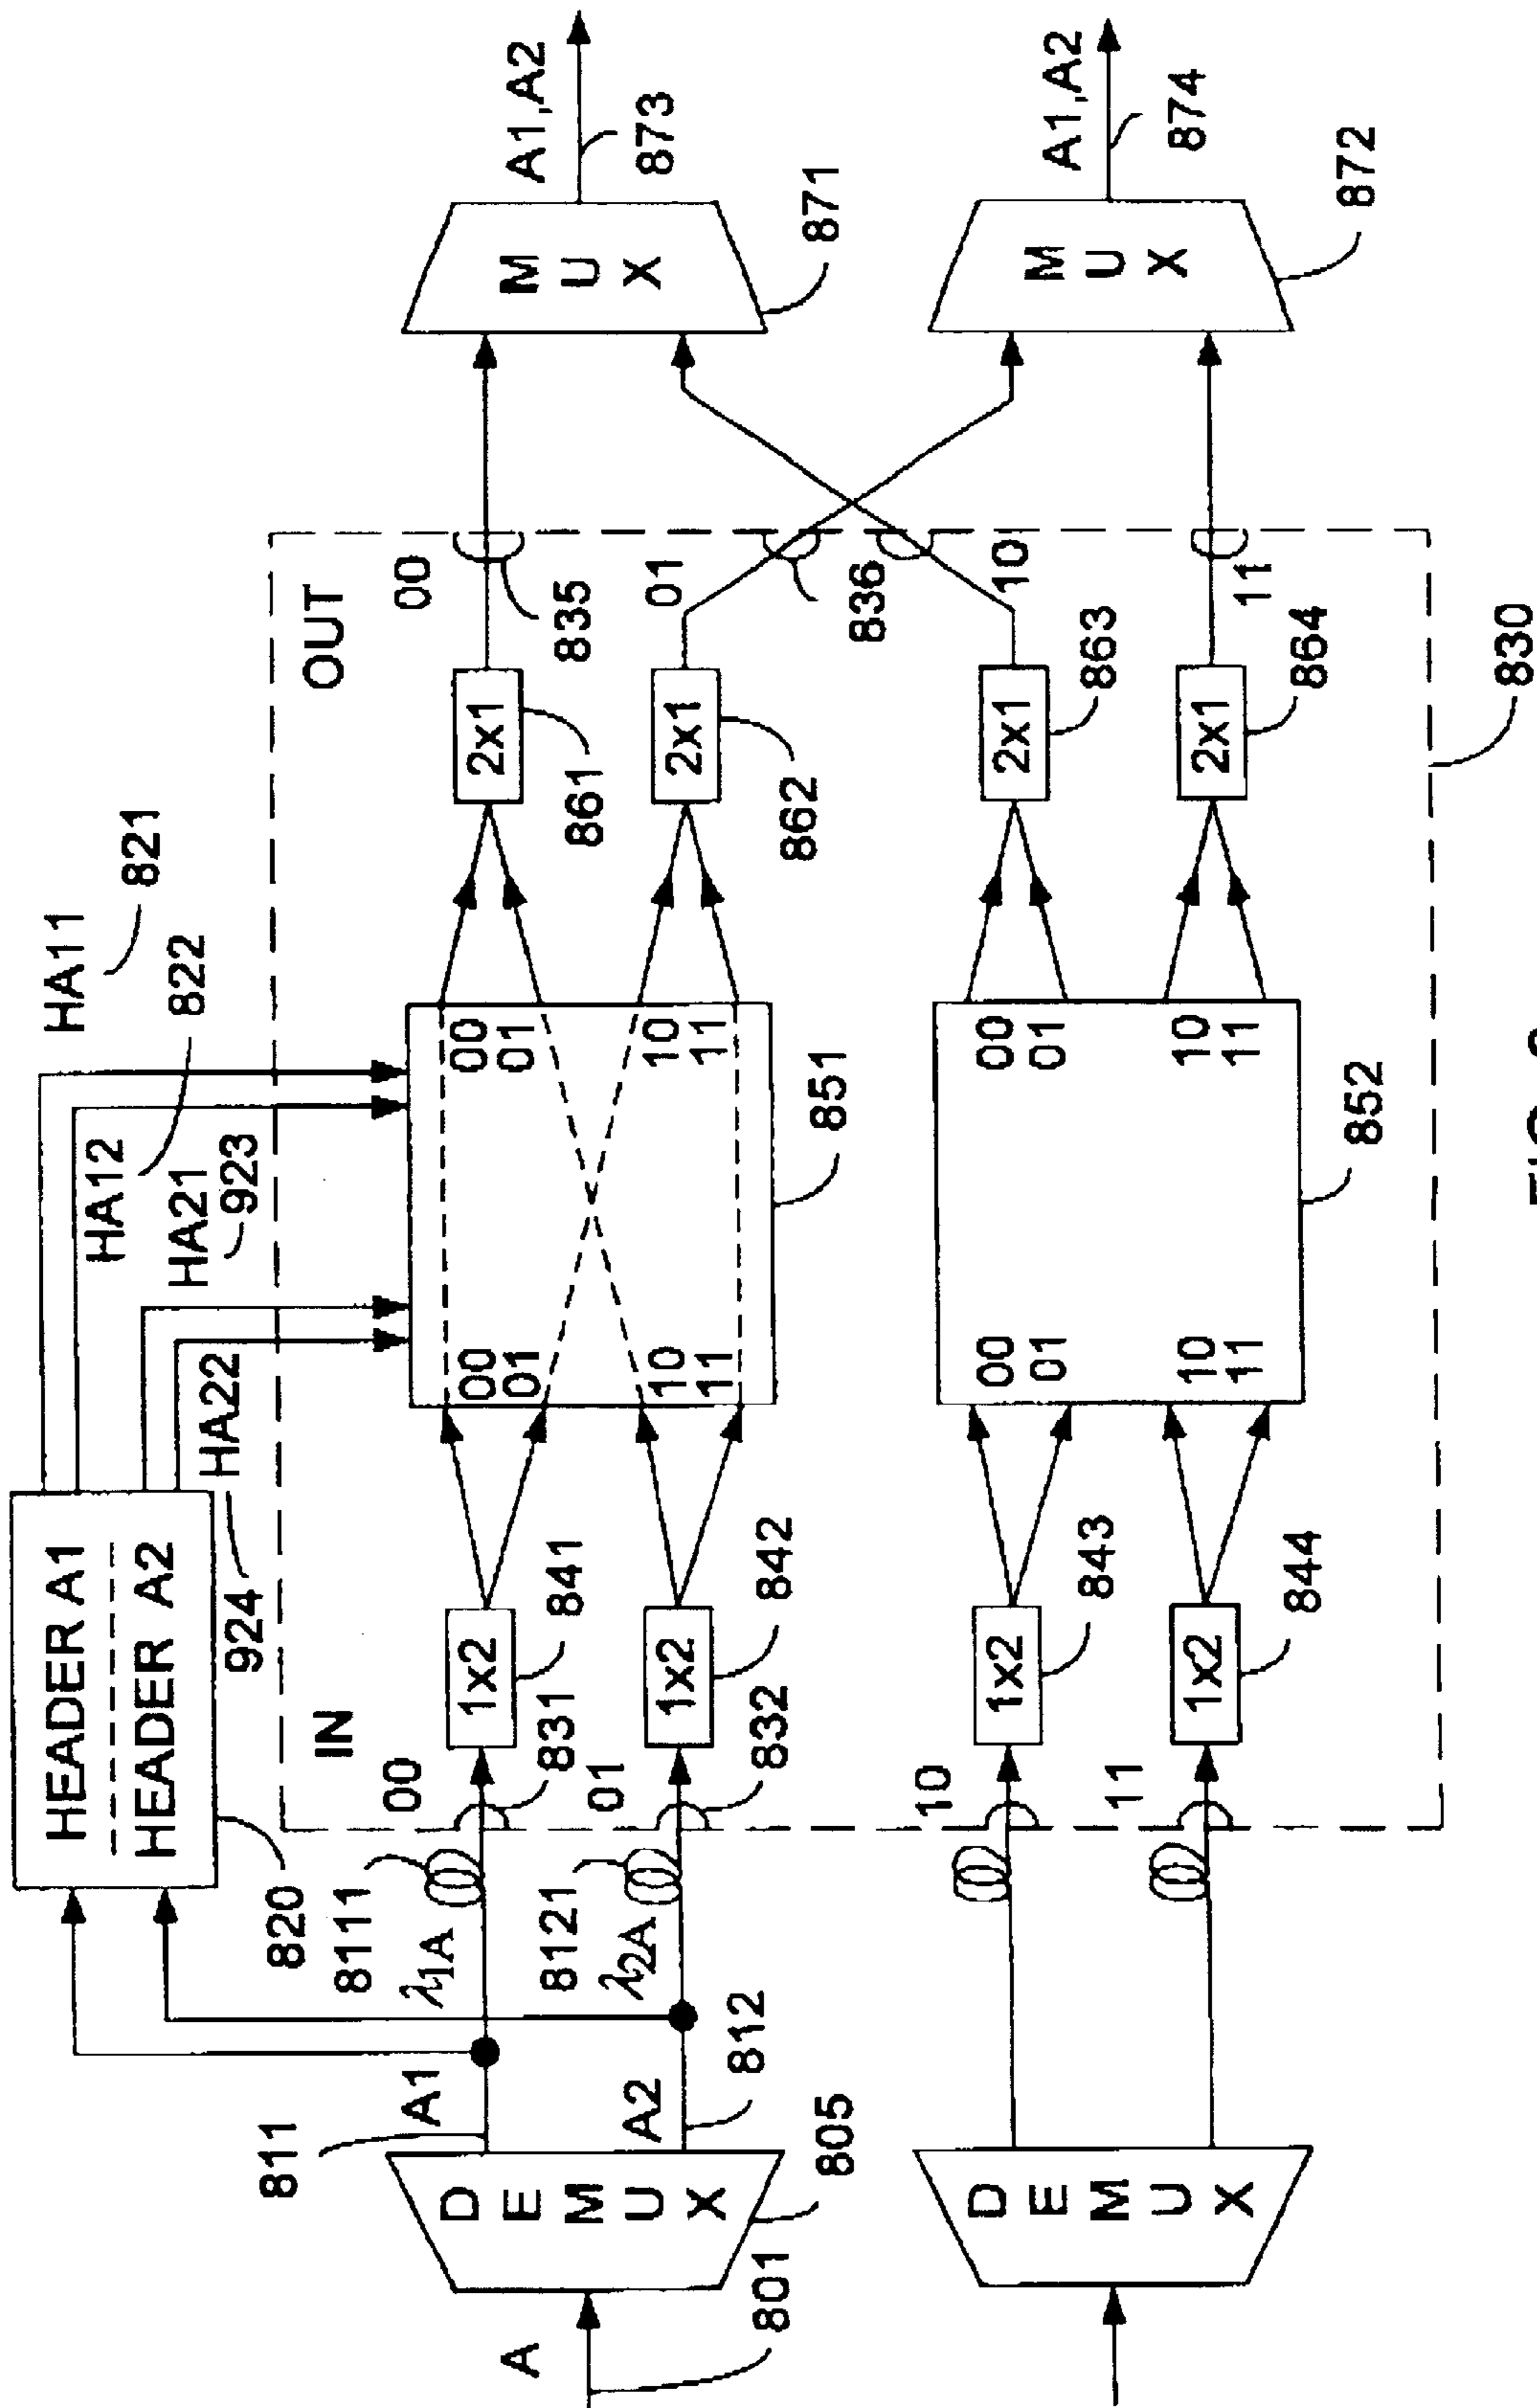 HEADER A1
HEADER A2
820
HA11
821
HA12
822
HA21
923
HA22
924
IN
OUT
A
801
DEMUX
805
811
A1
8111
λ1A
00
831
1x2
841
A2
812
8121
λ2A
01
832
1x2
842
00
01
10
11
00
01
10
11
851
2x1
861
00
835
2x1
862
01
836
MUX
871
A1,A2
873
DEMUX
10
1x2
843
11
1x2
844
00
01
10
11
00
01
10
11
852
2x1
863
10
2x1
864
11
830
MUX
872
A1,A2
874